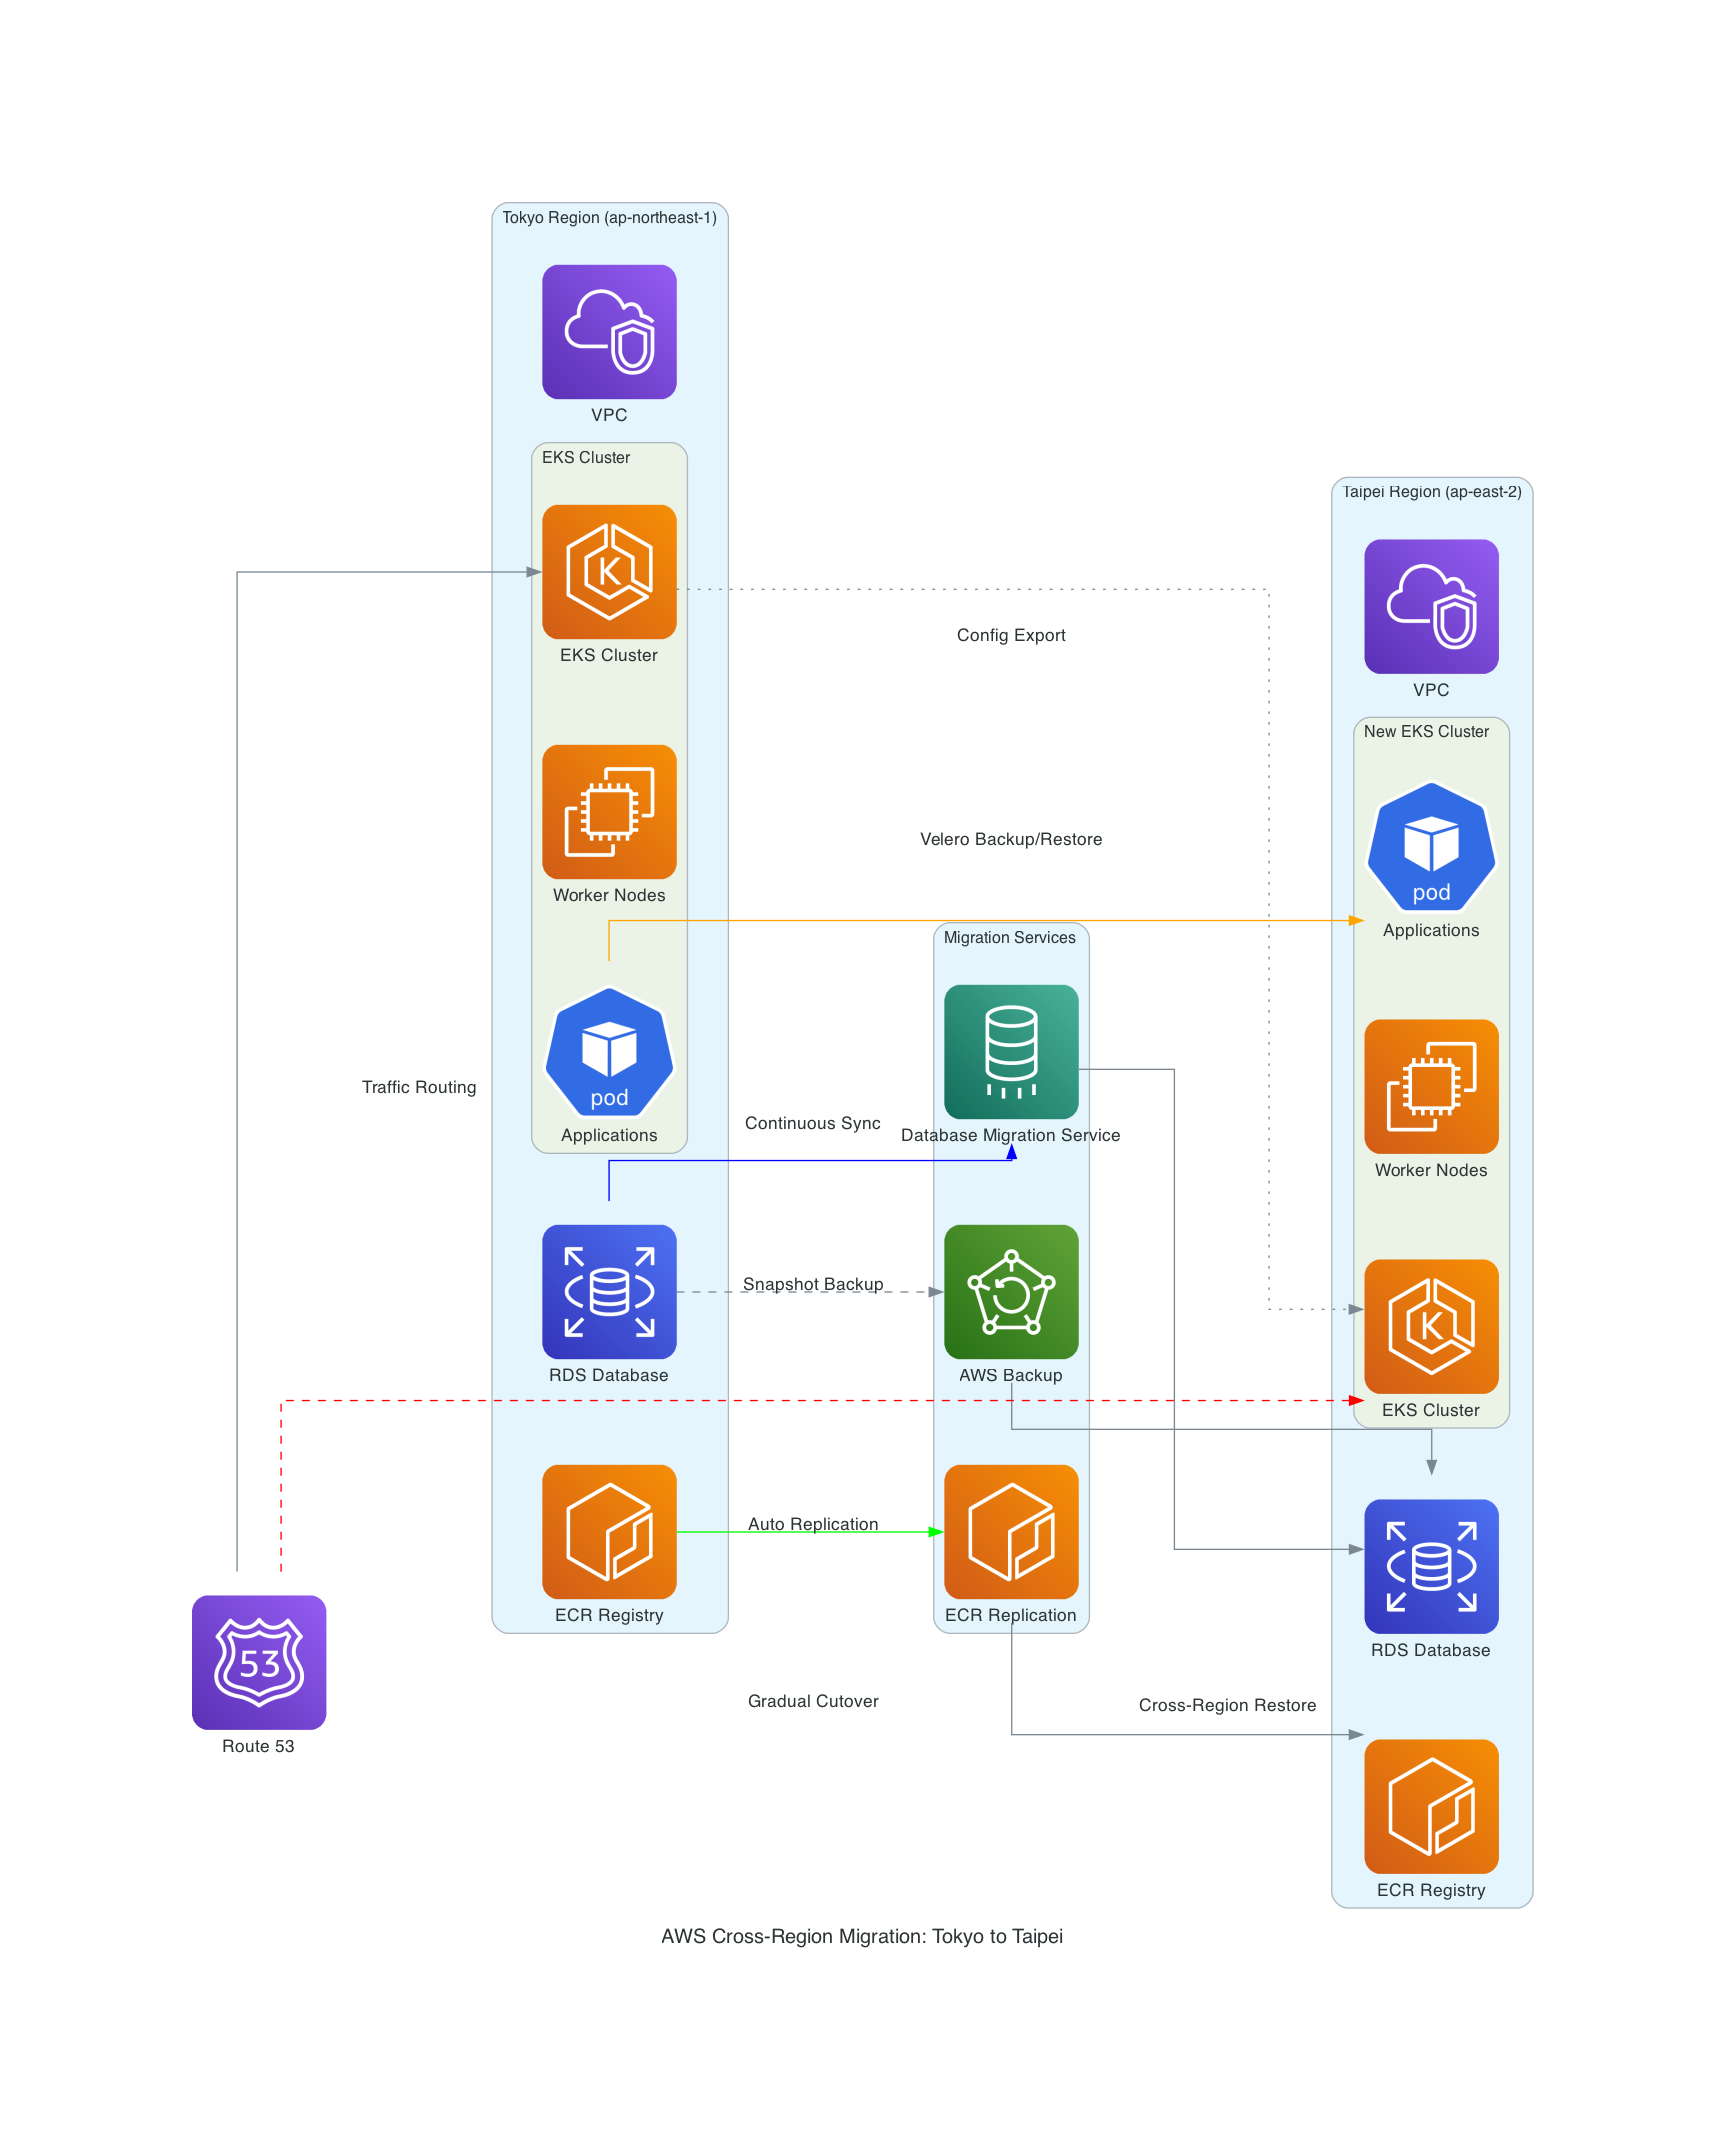 Tokyo Region (ap-northeast-1)
VPC
EKS Cluster
K
EKS Cluster
Worker Nodes
pod
Applications
RDS Database
ECR Registry
Traffic Routing
53
Route 53
Config Export
Velero Backup/Restore
Migration Services
Continuous Sync
Database Migration Service
Snapshot Backup
AWS Backup
Auto Replication
ECR Replication
Gradual Cutover
Cross-Region Restore
Taipei Region (ap-east-2)
VPC
New EKS Cluster
pod
Applications
Worker Nodes
K
EKS Cluster
RDS Database
ECR Registry
AWS Cross-Region Migration: Tokyo to Taipei